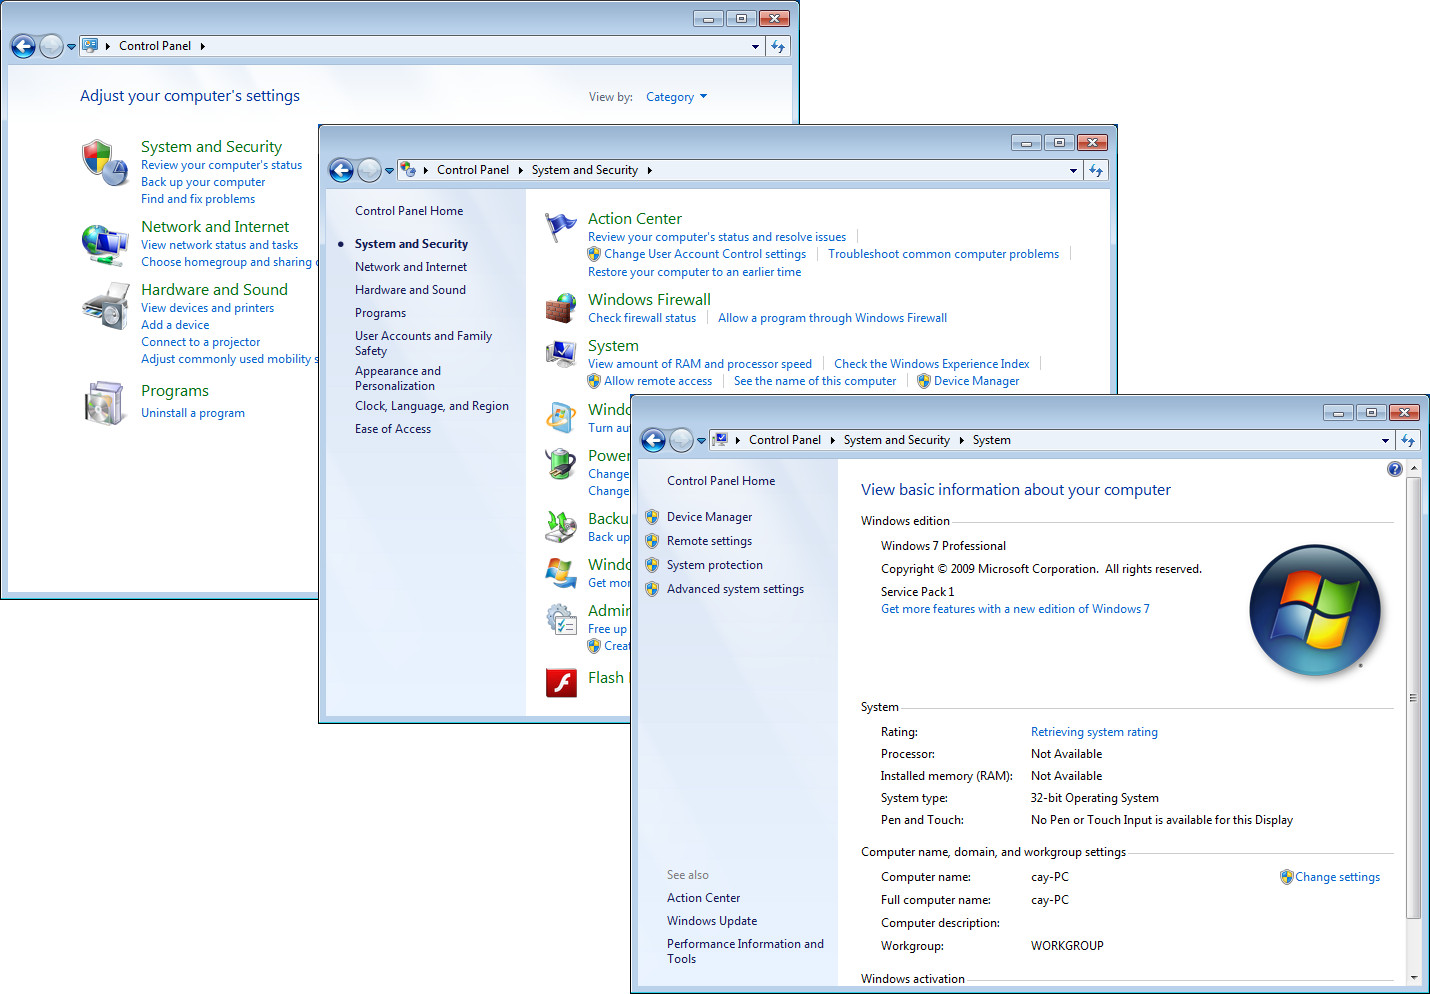 Control Panel
Adjust your computer's settings
View by: Category
System and Security
Review your computer's status
Back up your computer
Find and fix problems
Network and Internet
View network status and tasks
Choose homegroup and sharing
Hardware and Sound
View devices and printers
Add a device
Connect to a projector
Adjust commonly used mobility s
Programs
Uninstall a program
Control Panel System and Security
Control Panel Home
System and Security
Network and Internet
Hardware and Sound
Programs
User Accounts and Family
Safety
Appearance and
Personalization
Clock, Language, and Region
Ease of Access
Action Center
Review your computer's status and resolve issues
Change User Account Control settings Troubleshoot common computer problems
Restore your computer to an earlier time
Windows Firewall
Check firewall status Allow a program through Windows Firewall
System
View amount of RAM and processor speed Check the Windows Experience Index
Allow remote access See the name of this computer Device Manager
Windo
Turn au
Power
Change
Change
Backu
Back up
Windo
Get mor
Admin
Free up
Creat
Flash
Control Panel System and Security System
Control Panel Home
Device Manager
Remote settings
System protection
Advanced system settings
See also
Action Center
Windows Update
Performance Information and
Tools
View basic information about your computer
Windows edition
Windows 7 Professional
Copyright © 2009 Microsoft Corporation. All rights reserved.
Service Pack 1
Get more features with a new edition of Windows 7
System
Rating: Retrieving system rating
Processor: Not Available
Installed memory (RAM): Not Available
System type: 32-bit Operating System
Pen and Touch: No Pen or Touch Input is available for this Display
Computer name, domain, and workgroup settings
Computer name: cay-PC Change settings
Full computer name: cay-PC
Computer description:
Workgroup: WORKGROUP
Windows activation